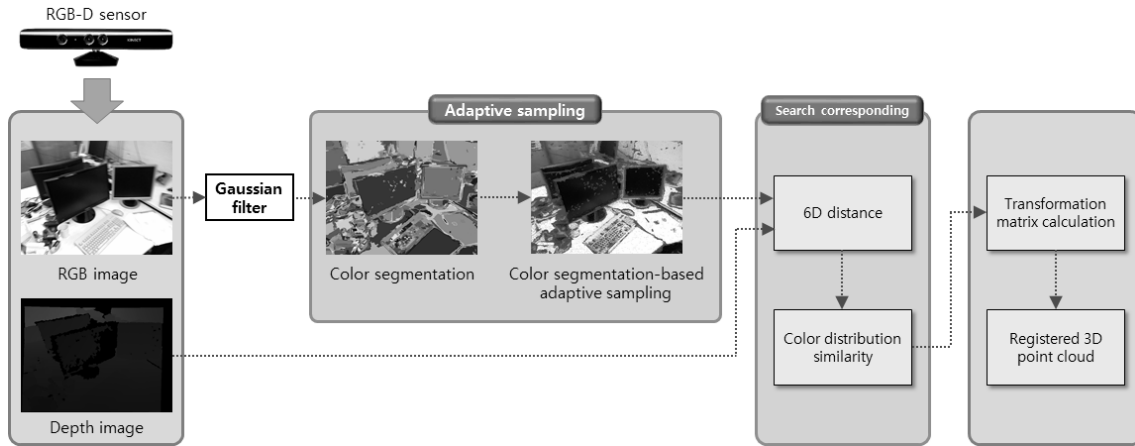 RGB-D sensor
Adaptive sampling
Search corresponding
Gaussian
filter
6D distance
Transformation
matrix calculation
RGB image
Color segmentation
Color segmentation-based
adaptive sampling
Color distribution
similarity
Registered 3D
point cloud
Depth image